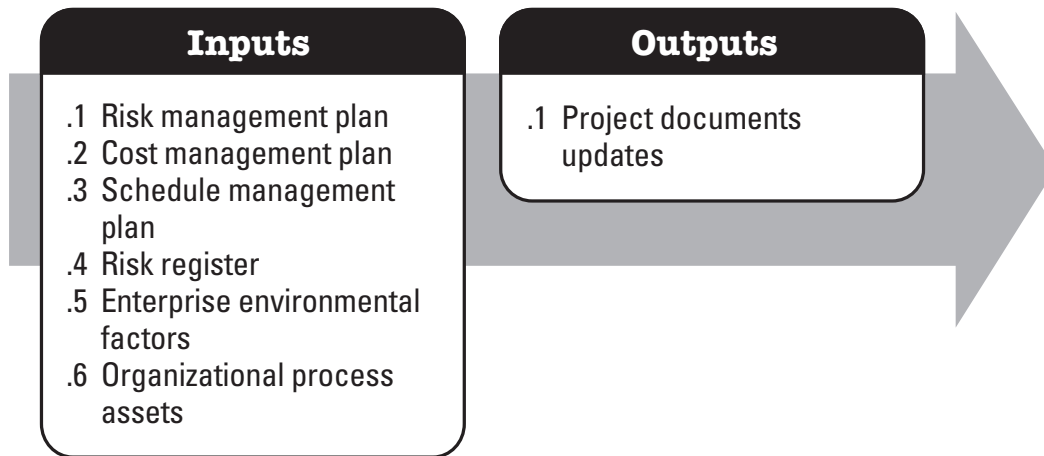 Inputs
.1 Risk management plan
.2 Cost management plan
.3 Schedule management
plan
.4 Risk register
.5 Enterprise environmental
factors
.6 Organizational process
assets
Outputs
.1 Project documents
updates